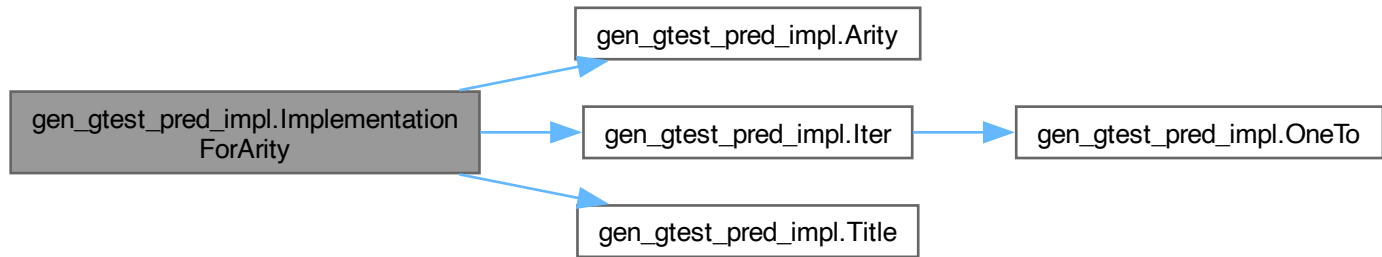 gen_gtest_pred_impl.Arity
gen_gtest_pred_impl.Implementation
ForArity
gen_gtest_pred_impl.Iter
gen_gtest_pred_impl.OneTo
gen_gtest_pred_impl.Title